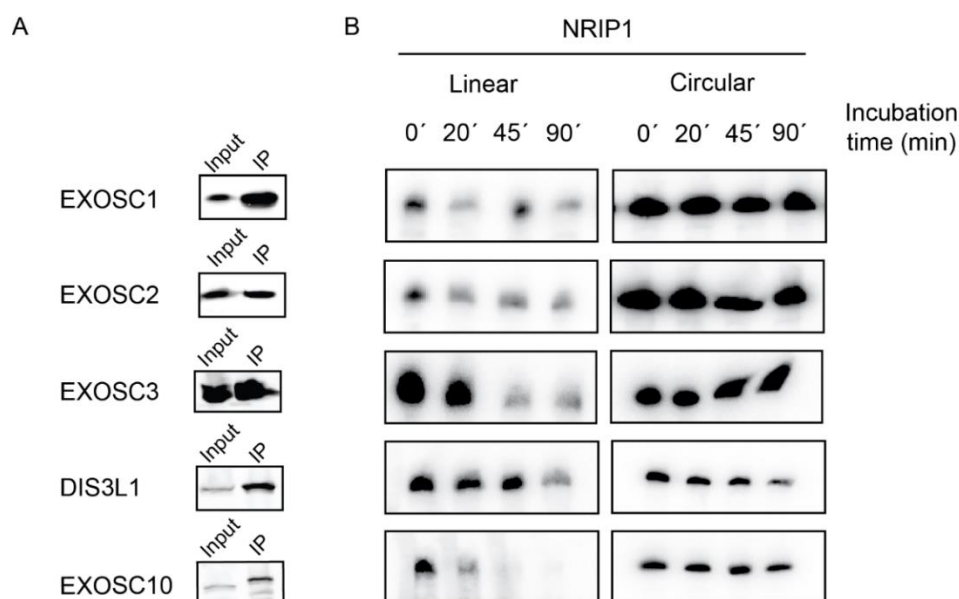 A
B
NRIP1
Linear
Circular
0´ 20´ 45´ 90´
0´ 20´ 45´ 90´
Incubation
time (min)
Input IP
EXOSC1
Input IP
EXOSC2
Input IP
EXOSC3
Input IP
DIS3L1
Input IP
EXOSC10